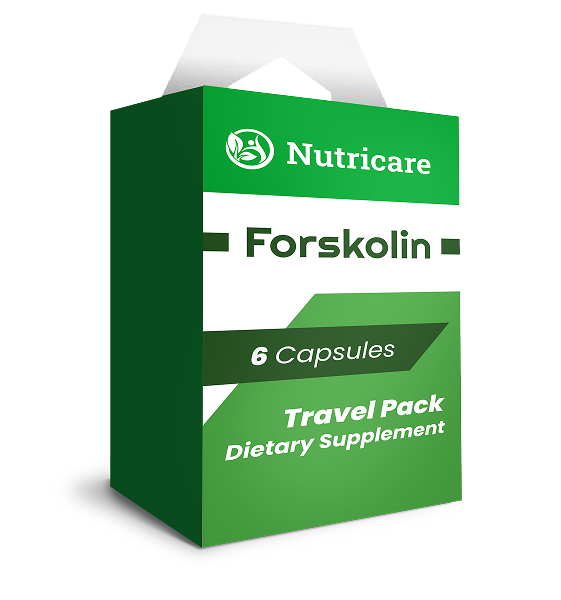 Nutricare
Forskolin
6 Capsules
Travel Pack
Dietary Supplement